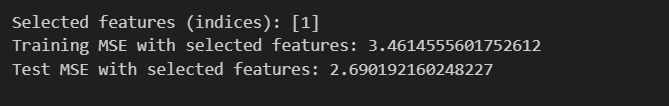 Selected features (indices): [1]
Training MSE with selected features: 3.4614555601752612
Test MSE with selected features: 2.690192160248227